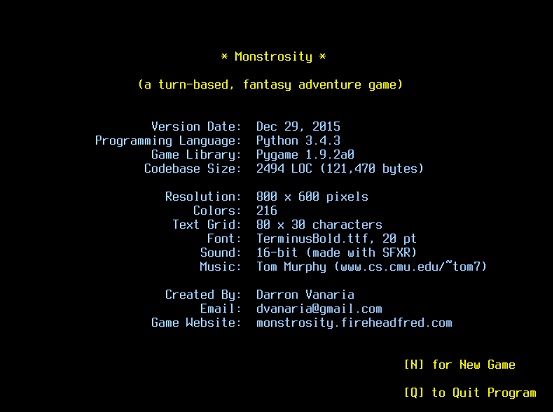 * Monstrosity *
(a turn-based, fantasy adventure game)
Version Date: Dec 29, 2015
Programming Language: Python 3.4.3
Game Library: Pygame 1.9.2a0
Codebase Size: 2494 LOC (121,470 bytes)
Resolution: 800 x 600 pixels
Colors: 216
Text Grid: 80 x 30 characters
Font: TerminusBold.ttf, 20 pt
Sound: 16-bit (made with SFXR)
Music: Tom Murphy (www.cs.cmu.edu/~tom7)
Created By: Darron Vanaria
Email: dvanaria@gmail.com
Game Website: monstrosity.fireheadfred.com
[N] for New Game
[Q] to Quit Program